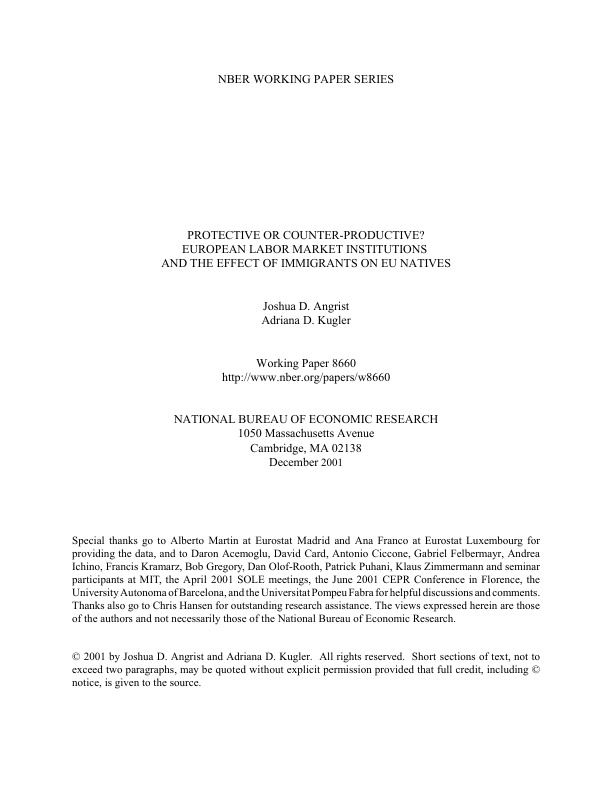 NBER WORKING PAPER SERIES
PROTECTIVE OR COUNTER-PRODUCTIVE?
EUROPEAN LABOR MARKET INSTITUTIONS
AND THE EFFECT OF IMMIGRANTS ON EU NATIVES
Joshua D. Angrist
Adriana D. Kugler
Working Paper 8660
http://www.nber.org/papers/w8660
NATIONAL BUREAU OF ECONOMIC RESEARCH
1050 Massachusetts Avenue
Cambridge, MA 02138
December 2001
Special thanks go to Alberto Martin at Eurostat Madrid and Ana Franco at Eurostat Luxembourg for
providing the data, and to Daron Acemoglu, David Card, Antonio Ciccone, Gabriel Felbermayr, Andrea
Ichino, Francis Kramarz, Bob Gregory, Dan Olof-Rooth, Patrick Puhani, Klaus Zimmermann and seminar
participants at MIT, the April 2001 SOLE meetings, the June 2001 CEPR Conference in Florence, the
University Autonoma of Barcelona, and the Universitat Pompeu Fabra for helpful discussions and comments.
Thanks also go to Chris Hansen for outstanding research assistance. The views expressed herein are those
of the authors and not necessarily those of the National Bureau of Economic Research.
© 2001 by Joshua D. Angrist and Adriana D. Kugler. All rights reserved. Short sections of text, not to
exceed two paragraphs, may be quoted without explicit permission provided that full credit, including ©
notice, is given to the source.